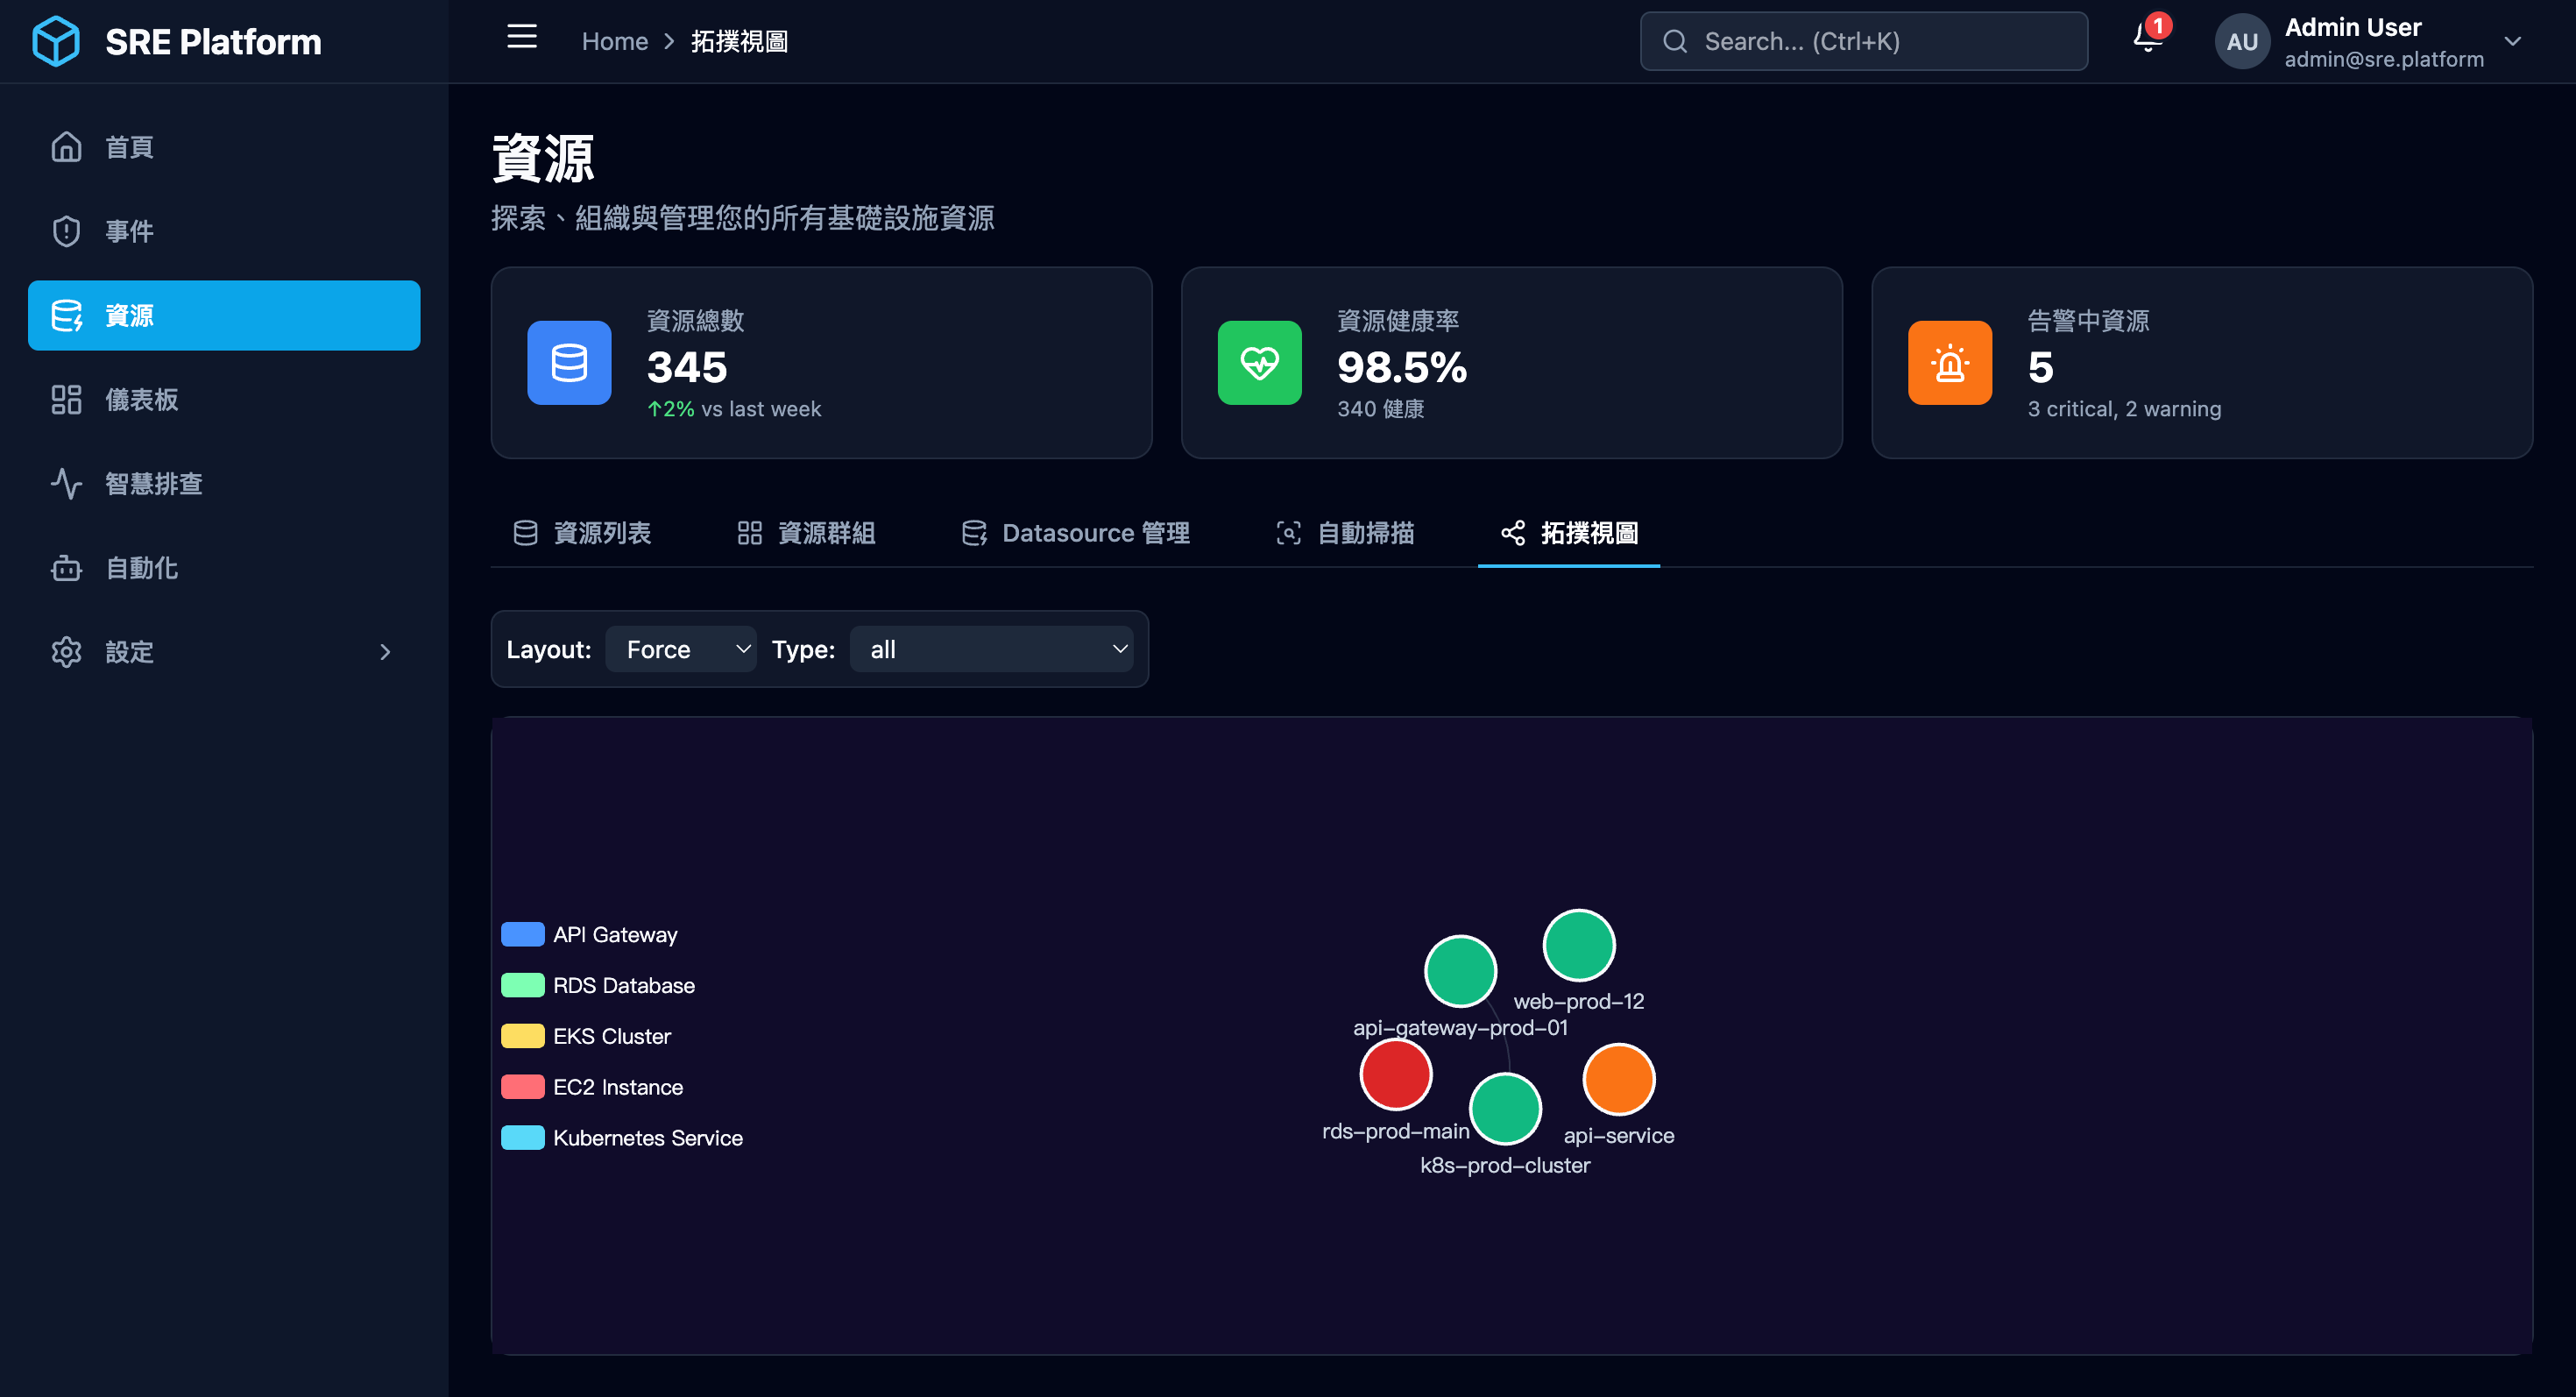 SRE Platform
Home > 拓撲視圖
Search... (Ctrl+K)
1
AU
Admin User
admin@sre.platform
首頁
事件
資源
儀表板
智慧排查
自動化
設定
資源
探索、組織與管理您的所有基礎設施資源
資源總數
345
↑2% vs last week
資源健康率
98.5%
340 健康
告警中資源
5
3 critical, 2 warning
資源列表
資源群組
Datasource 管理
自動掃描
拓撲視圖
Layout: Force
Type: all
API Gateway
RDS Database
EKS Cluster
EC2 Instance
Kubernetes Service
web-prod-12
api-gateway-prod-01
rds-prod-main
api-service
k8s-prod-cluster